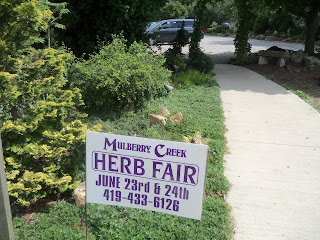 Mulberry Creek
HERB FAIR
JUNE 23rd & 24th
419-433-6126